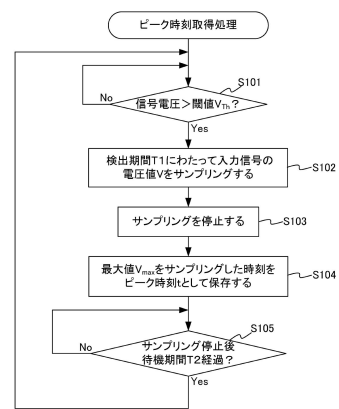 ピーク時刻取得処理
S101
信号電圧＞閾値VTh？
No
Yes
検出期間T1にわたって入力信号の
電圧値Vをサンプリングする
S102
サンプリングを停止する
S103
最大値Vmaxをサンプリングした時刻を
ピーク時刻tとして保存する
S104
S105
サンプリング停止後
待機期間T2経過？
No
Yes